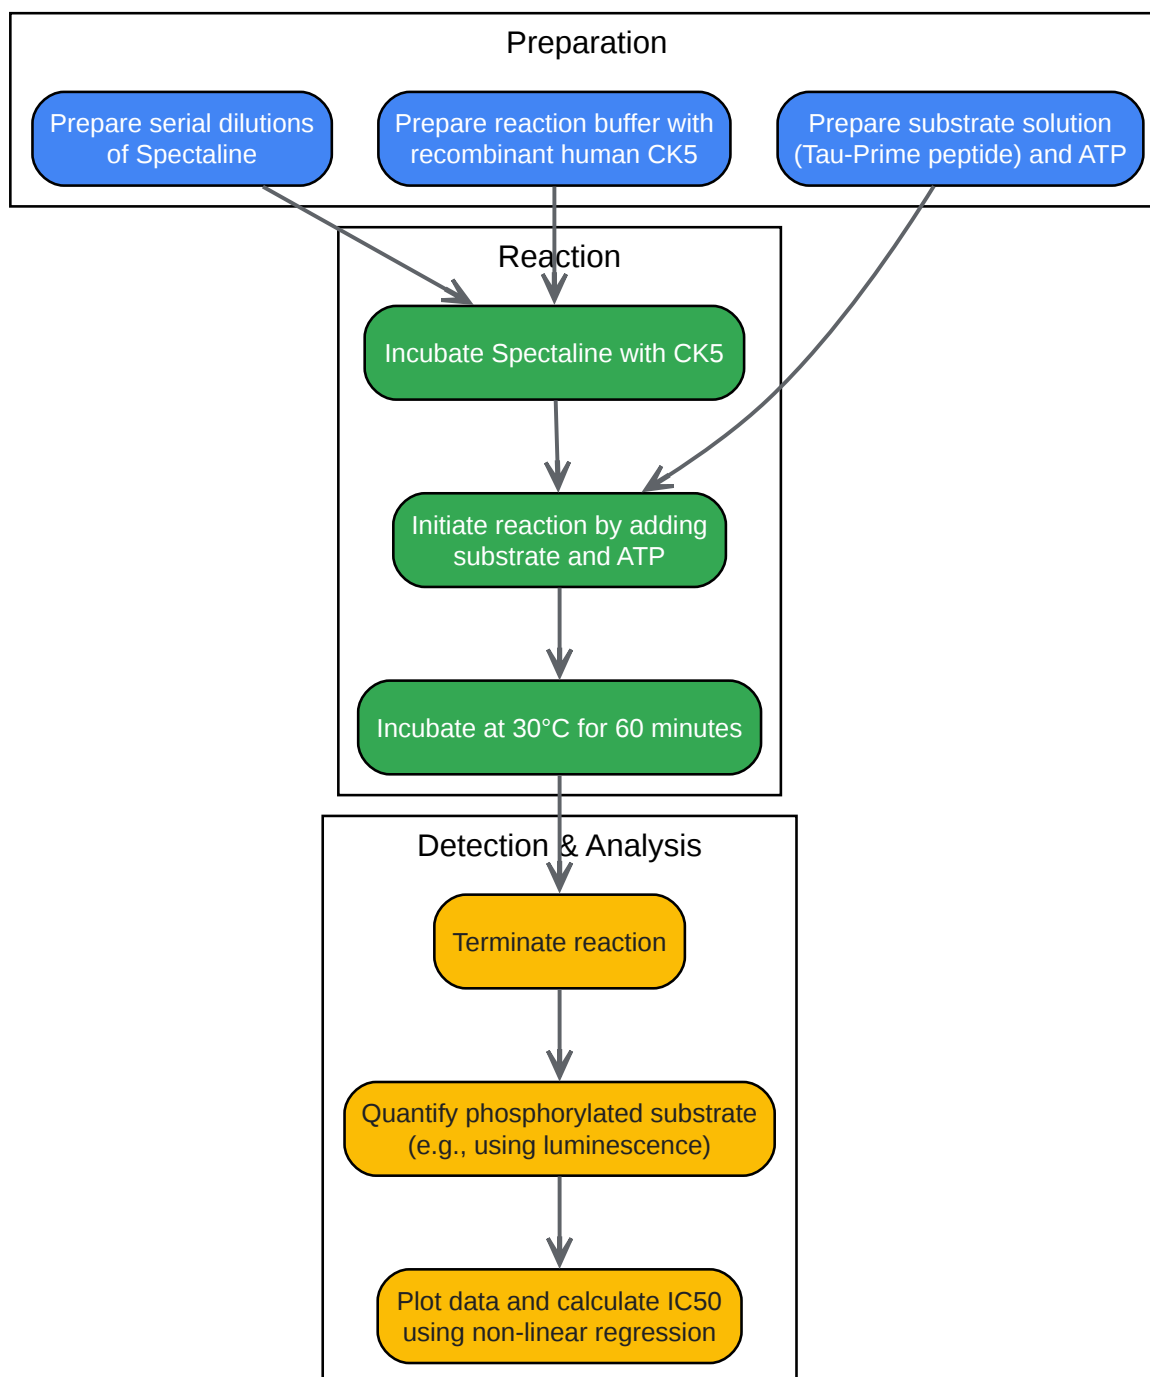 Preparation
Prepare serial dilutions
of Spectaline
Prepare reaction buffer with
recombinant human CK5
Prepare substrate solution
(Tau-Prime peptide) and ATP
Reaction
Incubate Spectaline with CK5
Initiate reaction by adding
substrate and ATP
Incubate at 30°C for 60 minutes
Detection & Analysis
Terminate reaction
Quantify phosphorylated substrate
(e.g., using luminescence)
Plot data and calculate IC50
using non-linear regression